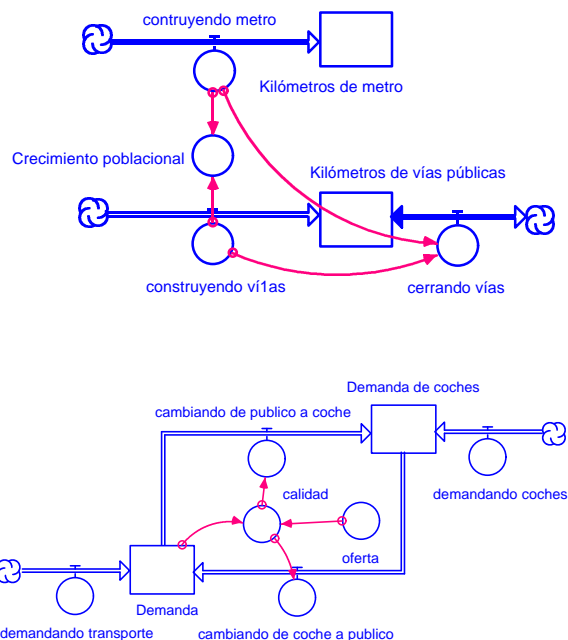 contruyendo metro
Kilómetros de metro
Crecimiento poblacional
Kilómetros de vías públicas
construyendo ví1as
cerrando vías
Demanda de coches
cambiando de publico a coche
calidad
demandando coches
oferta
Demanda
demandando transporte
cambiando de coche a publico